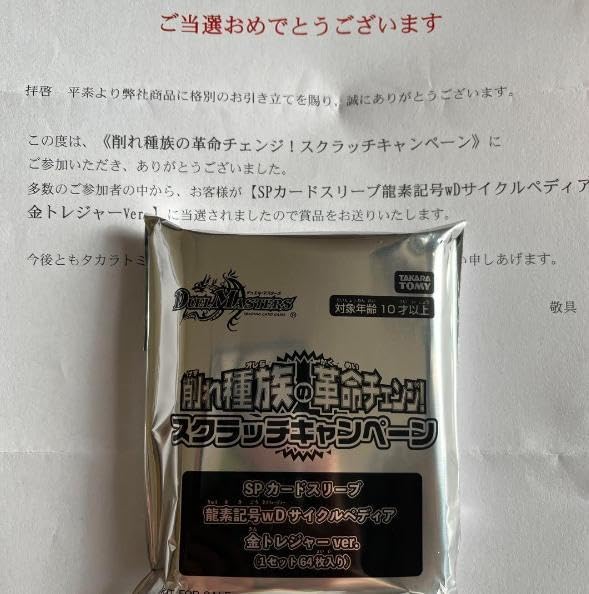 ご当選おめでとうございます
拝啓　平素より弊社商品に格別のお引き立てを賜り、誠にありがとうございます。
この度は、《削れ種族の革命チェンジ！スクラッチキャンペーン》に
ご参加いただき、ありがとうございました。
多数のご参加者の中から、お客様が【SPカードスリーブ龍素記号wDサイクルペディア
金トレジャーVer.】に当選されましたので賞品をお送りいたします。
今後ともタカラトミ
い申しあげます。
敬具
DUEL MASTERS
TRADING CARD GAME
TAKARA TOMY
対象年齢10才以上
削れ種族の革命チェンジ!
スクラッチキャンペーン
SPカードスリーブ
龍素記号wDサイクルペディア
金トレジャーver.
(1セット64枚入り)